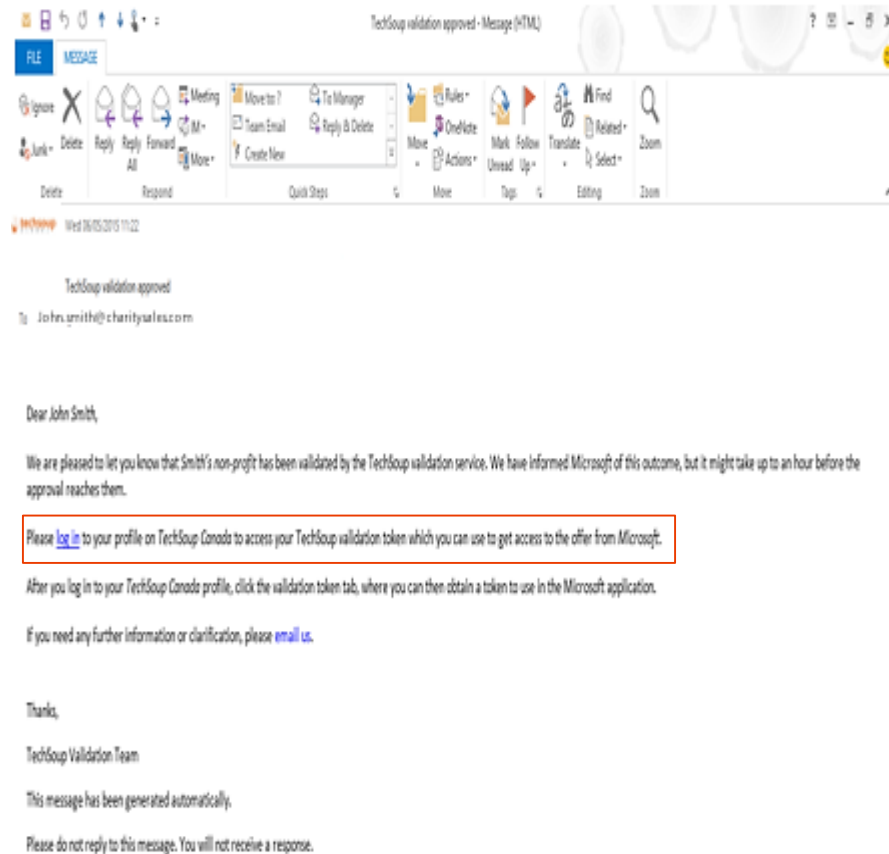 TechSoup validation approved - Message (HTML)
FILE MESSAGE
Ignore
Junk
Delete
Reply
Reply All
Forward
Meeting
IM
More
Move to: ?
Team Email
Create New
To Manager
Reply & Delete
Move
Rules
OneNote
Actions
Mark Unread
Follow Up
Translate
Find
Related
Select
Zoom
Delete Respond Quick Steps Move Tags Editing Zoom
techsoup Wed 06/05/2015 11:22
TechSoup validation approved
To John.smith@charitysales.com
Dear John Smith,
We are pleased to let you know that Smith's non-profit has been validated by the TechSoup validation service. We have informed Microsoft of this outcome, but it might take up to an hour before the
approval reaches them.
Please log in to your profile on TechSoup Canada to access your TechSoup validation token which you can use to get access to the offer from Microsoft.
After you log in to your TechSoup Canada profile, click the validation token tab, where you can then obtain a token to use in the Microsoft application.
If you need any further information or clarification, please email us.
Thanks,
TechSoup Validation Team
This message has been generated automatically.
Please do not reply to this message. You will not receive a response.